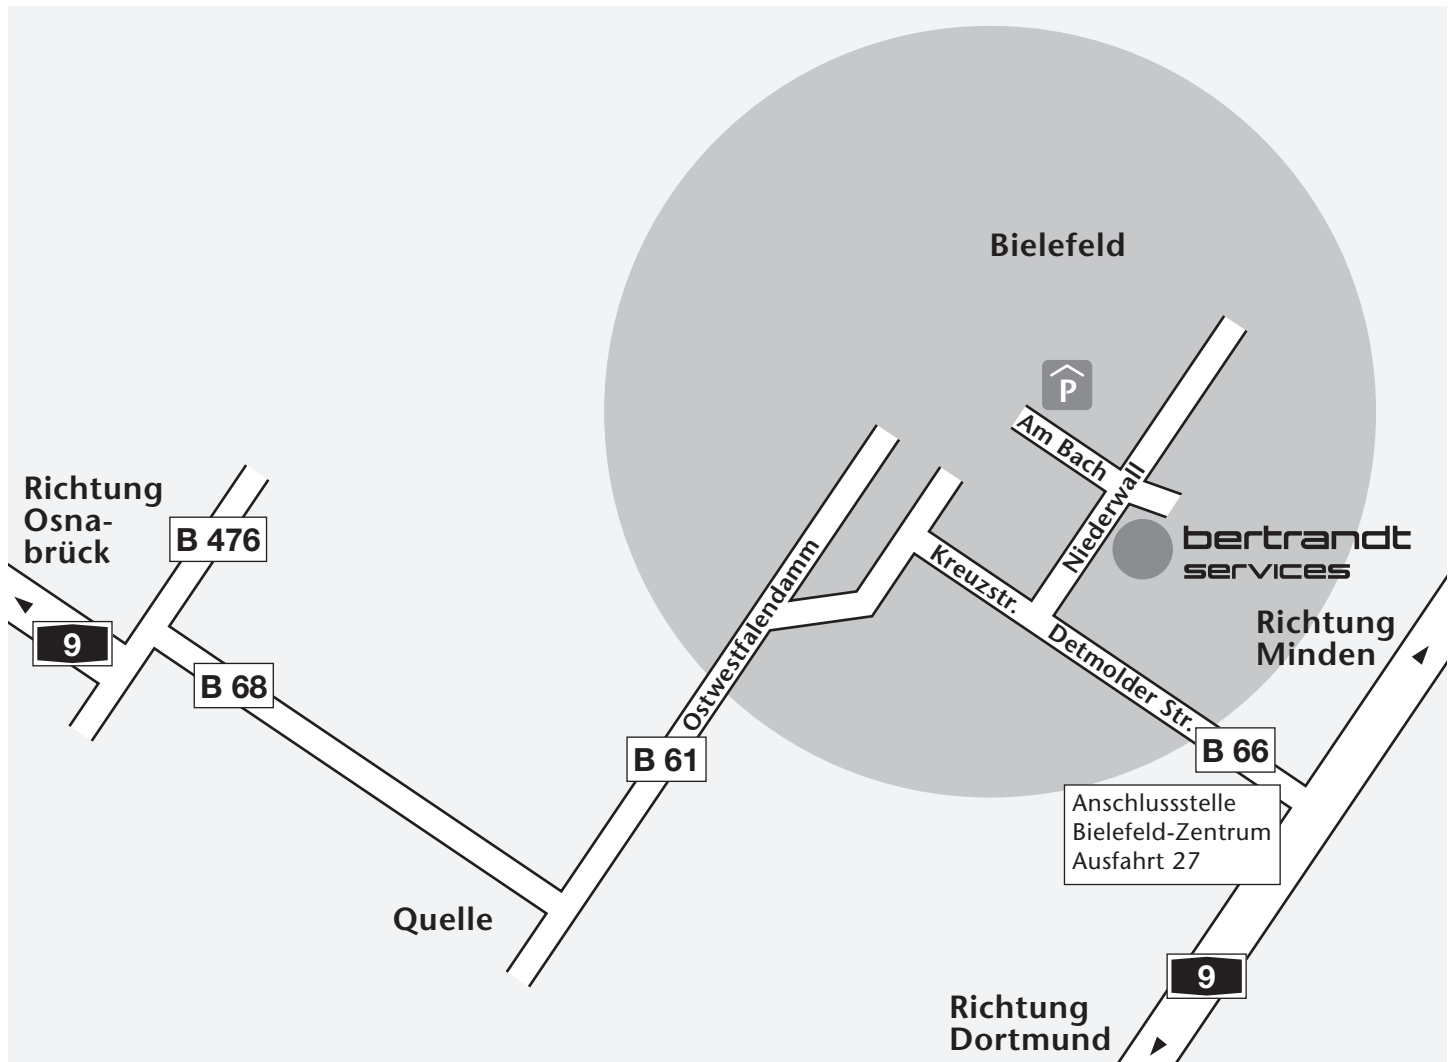 Bielefeld
P
Am Bach
Niederwall
bertrandt
services
Richtung
Osna-
brück
B 476
9
B 68
Kreuzstr.
Ostwestfalendamm
Detmolder Str.
Richtung
Minden
B 61
B 66
Anschlussstelle
Bielefeld-Zentrum
Ausfahrt 27
Quelle
9
Richtung
Dortmund